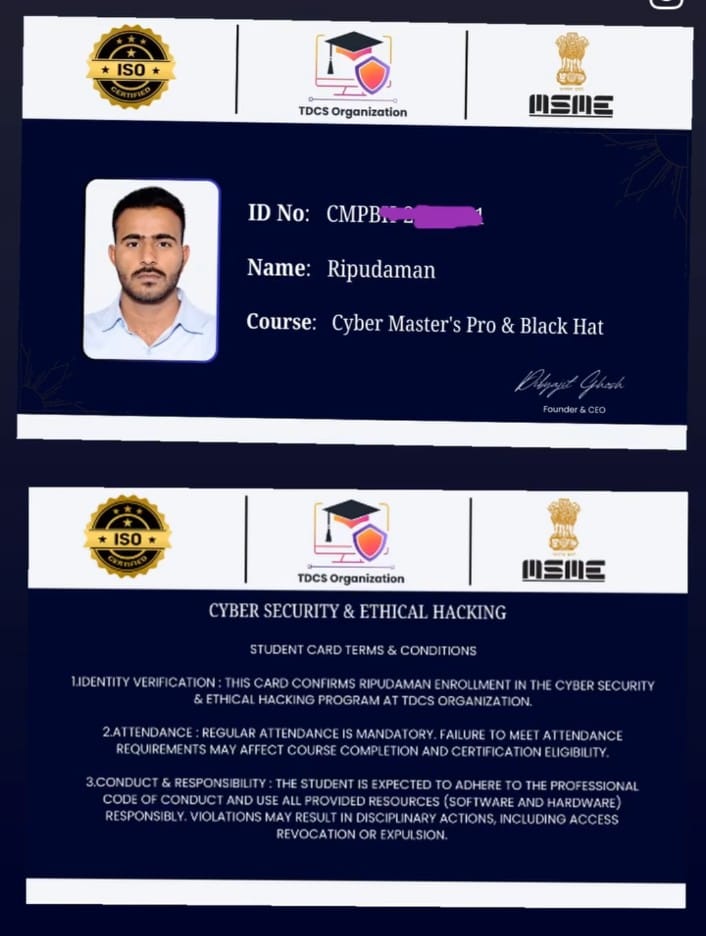 ISO
CERTIFIED
TDCS Organization
MSME
ID No: CMPB
Name: Ripudaman
Course: Cyber Master's Pro & Black Hat
Dibyajit Ghosh
Founder & CEO
ISO
CERTIFIED
TDCS Organization
MSME
CYBER SECURITY & ETHICAL HACKING
STUDENT CARD TERMS & CONDITIONS
1.IDENTITY VERIFICATION : THIS CARD CONFIRMS RIPUDAMAN ENROLLMENT IN THE CYBER SECURITY
& ETHICAL HACKING PROGRAM AT TDCS ORGANIZATION.
2.ATTENDANCE : REGULAR ATTENDANCE IS MANDATORY. FAILURE TO MEET ATTENDANCE
REQUIREMENTS MAY AFFECT COURSE COMPLETION AND CERTIFICATION ELIGIBILITY.
3.CONDUCT & RESPONSIBILITY : THE STUDENT IS EXPECTED TO ADHERE TO THE PROFESSIONAL
CODE OF CONDUCT AND USE ALL PROVIDED RESOURCES (SOFTWARE AND HARDWARE)
RESPONSIBLY. VIOLATIONS MAY RESULT IN DISCIPLINARY ACTIONS, INCLUDING ACCESS
REVOCATION OR EXPULSION.